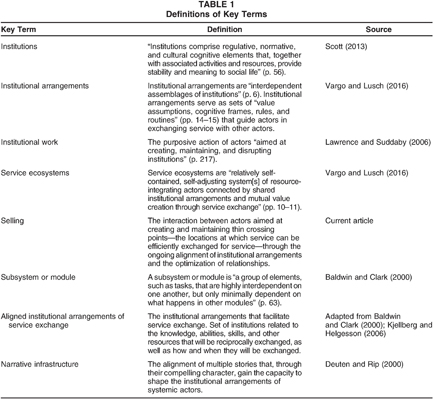 TABLE 1
Definitions of Key Terms
Key Term Definition Source
Institutions “Institutions comprise regulative, normative, Scott (2013)
and cultural cognitive elements that, together
with associated activities and resources, provide
stability and meaning to social life” (p. 56).
Institutional arrangements Institutional arrangements are “interdependent Vargo and Lusch (2016)
assemblages of institutions” (p. 6). Institutional
arrangements serve as sets of “value
assumptions, cognitive frames, rules, and
routines” (pp. 14–15) that guide actors in
exchanging service with other actors.
Institutional work The purposive action of actors “aimed at Lawrence and Suddaby (2006)
creating, maintaining, and disrupting
institutions” (p. 217).
Service ecosystems Service ecosystems are “relatively self- Vargo and Lusch (2016)
contained, self-adjusting system[s] of resource-
integrating actors connected by shared
institutional arrangements and mutual value
creation through service exchange” (pp. 10–11).
Selling The interaction between actors aimed at Current article
creating and maintaining thin crossing
points—the locations at which service can be
efficiently exchanged for service—through the
ongoing alignment of institutional arrangements
and the optimization of relationships.
Subsystem or module A subsystem or module is “a group of elements, Baldwin and Clark (2000)
such as tasks, that are highly interdependent on
one another, but only minimally dependent on
what happens in other modules” (p. 63).
Aligned institutional arrangements of The institutional arrangements that facilitate Adapted from Baldwin
service exchange service exchange. Set of institutions related to and Clark (2000); Kjellberg and
the knowledge, abilities, skills, and other Helgesson (2006)
resources that will be reciprocally exchanged, as
well as how and when they will be exchanged.
Narrative infrastructure The alignment of multiple stories that, through Deuten and Rip (2000)
their compelling character, gain the capacity to
shape the institutional arrangements of
systemic actors.